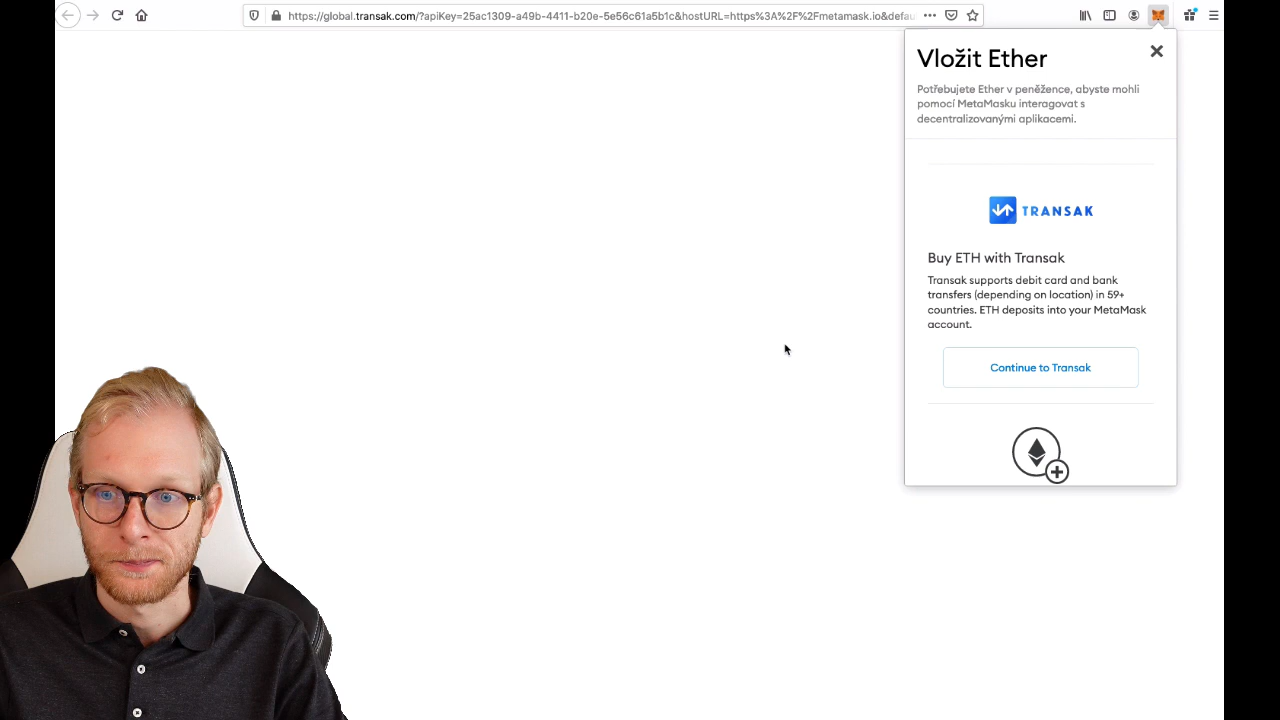 https://global.transak.com/?apiKey=25ac1309-a49b-4411-b20e-5e56c61a5b1c&hostURL=https%3A%2F%2Fmetamask.io&defau
Vložit Ether
Potřebujete Ether v peněžence, abyste mohli
pomocí MetaMasku interagovat s
decentralizovanými aplikacemi.
TRANSAK
Buy ETH with Transak
Transak supports debit card and bank
transfers (depending on location) in 59+
countries. ETH deposits into your MetaMask
account.
Continue to Transak